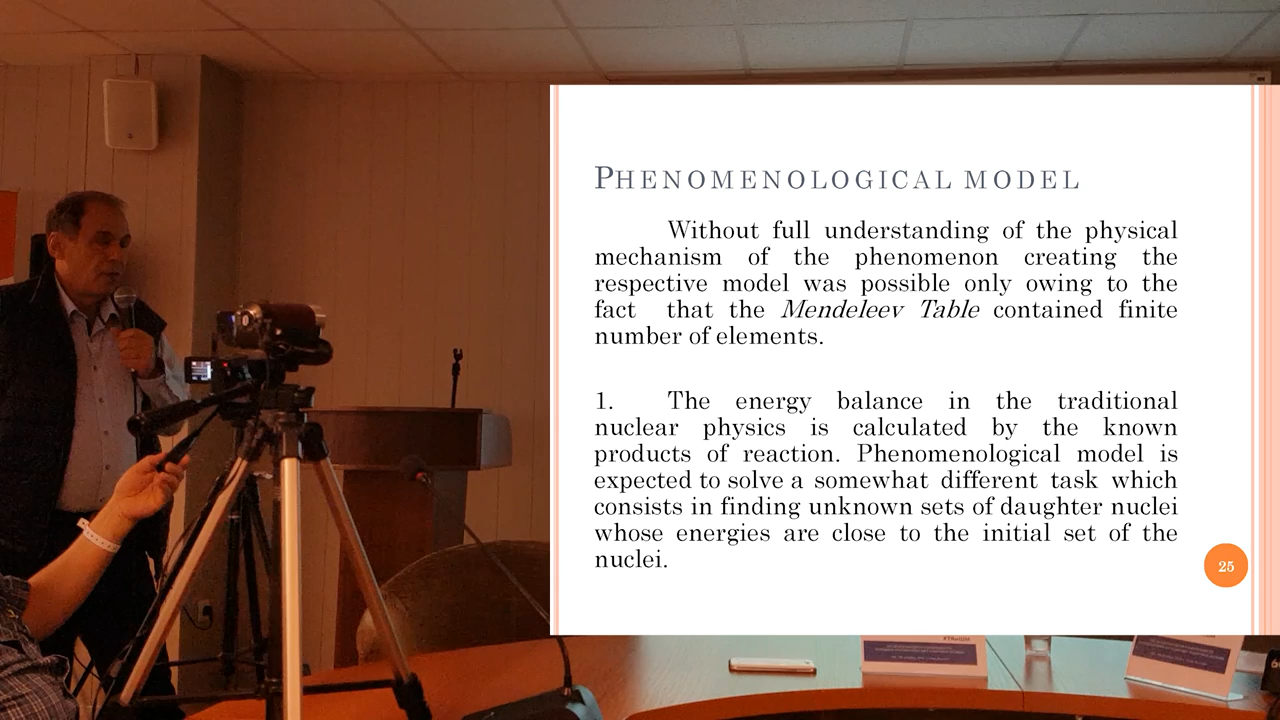 PHENOMENOLOGICAL MODEL
Without full understanding of the physical
mechanism of the phenomenon creating the
respective model was possible only owing to the
fact that the Mendeleev Table contained finite
number of elements.
1. The energy balance in the traditional
nuclear physics is calculated by the known
products of reaction. Phenomenological model is
expected to solve a somewhat different task which
consists in finding unknown sets of daughter nuclei
whose energies are close to the initial set of the
nuclei.
25